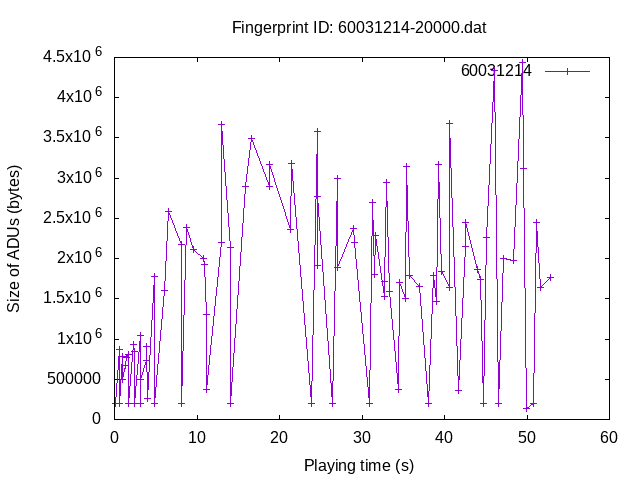 Fingerprint ID: 60031214-20000.dat
60031214
4.5x10^6
4x10^6
3.5x10^6
3x10^6
2.5x10^6
2x10^6
1.5x10^6
1x10^6
500000
0
Size of ADUs (bytes)
0 10 20 30 40 50 60
Playing time (s)